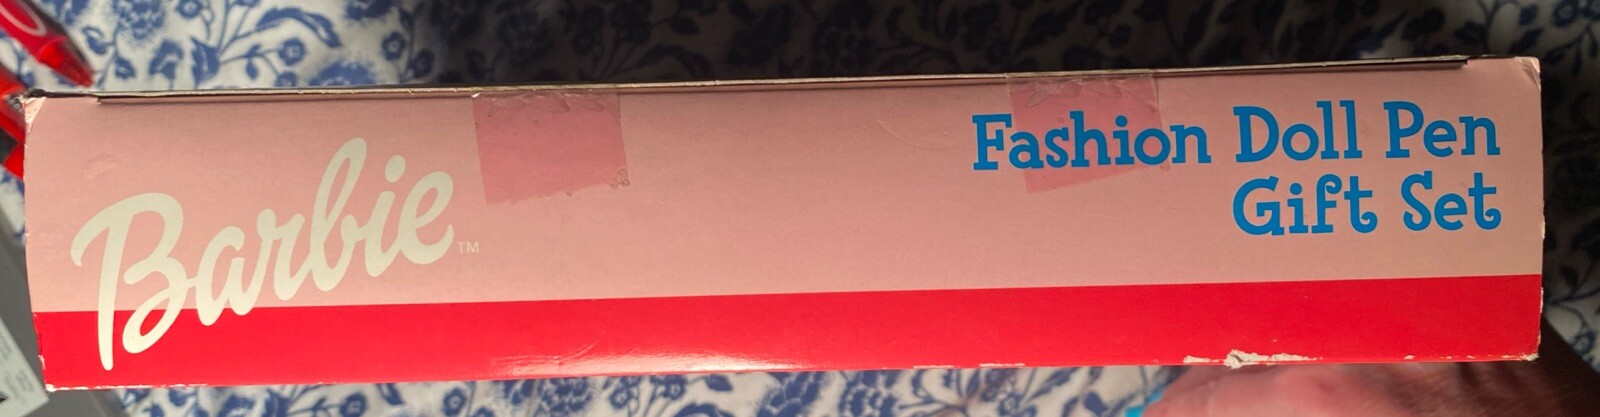 Barbie™
Fashion Doll Pen
Gift Set